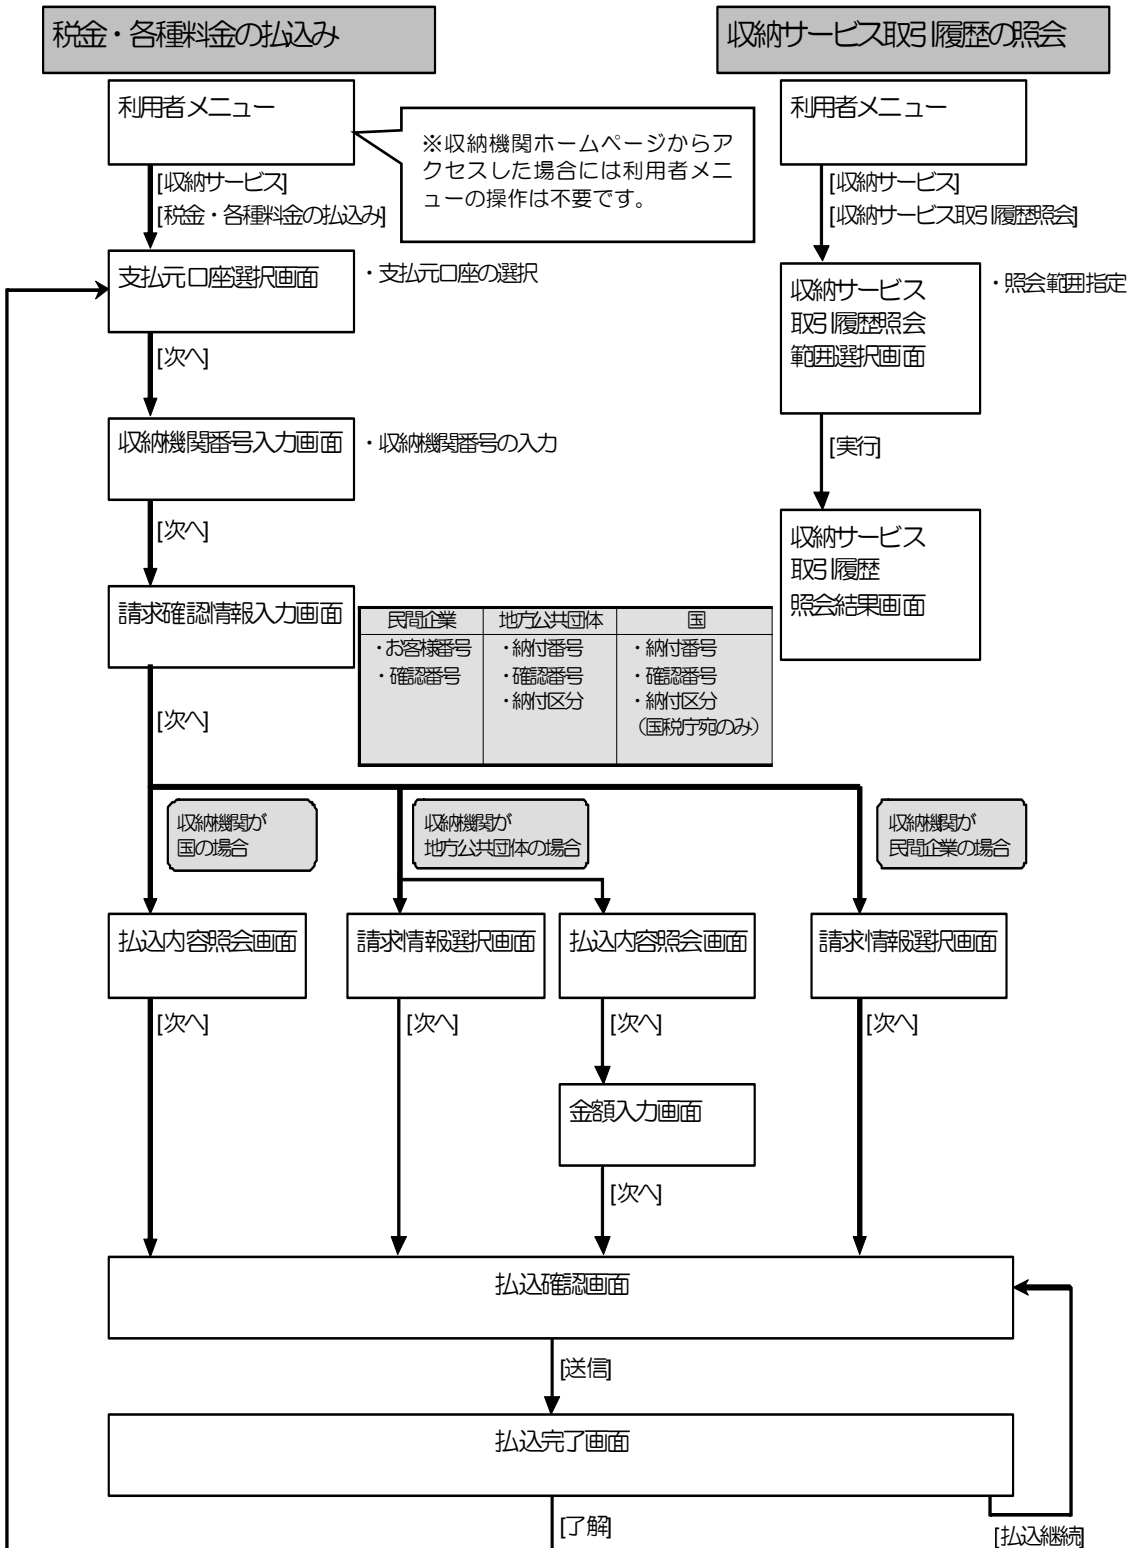 税金・各種料金の払込み
利用者メニュー
※収納機関ホームページからア
クセスした場合には利用者メニ
ューの操作は不要です。
[収納サービス]
[税金・各種料金の払込み]
支払元口座選択画面
・支払元口座の選択
[次へ]
収納機関番号入力画面
・収納機関番号の入力
[次へ]
請求確認情報入力画面
民間企業
・お客様番号
・確認番号
地方公共団体
・納付番号
・確認番号
・納付区分
国
・納付番号
・確認番号
・納付区分
(国税庁宛のみ)
[次へ]
収納機関が
国の場合
収納機関が
地方公共団体の場合
収納機関が
民間企業の場合
払込内容照会画面
請求情報選択画面
払込内容照会画面
請求情報選択画面
[次へ]
[次へ]
[次へ]
[次へ]
金額入力画面
[次へ]
払込確認画面
[送信]
払込完了画面
[了解]
[払込継続]
収納サービス取引履歴の照会
利用者メニュー
[収納サービス]
[収納サービス取引履歴照会]
収納サービス
取引履歴照会
範囲選択画面
・照会範囲指定
[実行]
収納サービス
取引履歴
照会結果画面